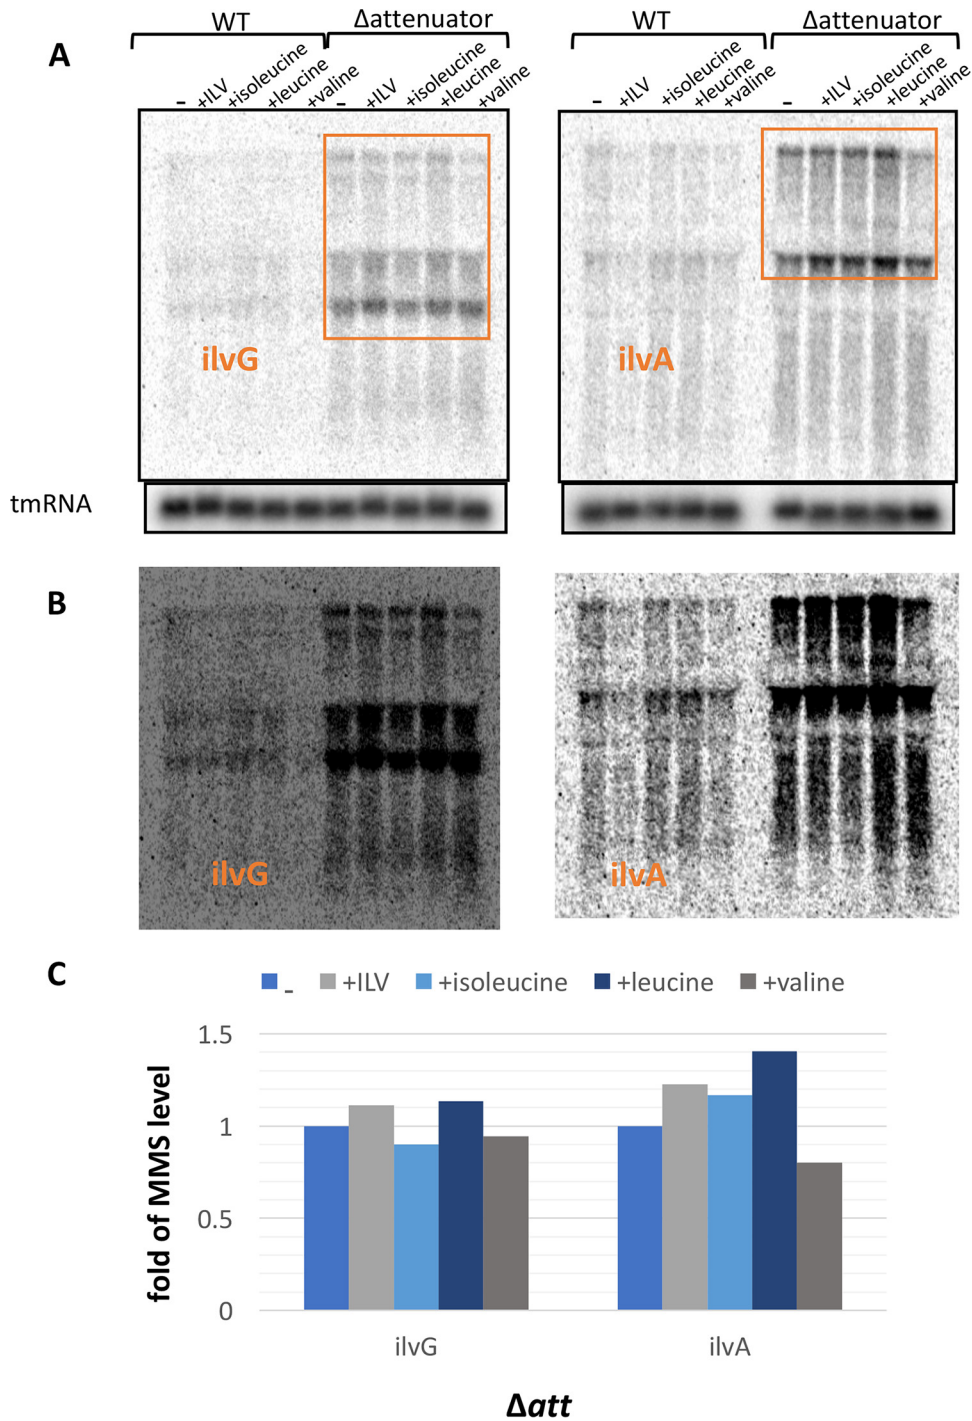 WT Δattenuator WT Δattenuator
A
- +ILV +isoleucine +leucine +valine - +ILV +isoleucine +leucine +valine - +ILV +isoleucine +leucine +valine - +ILV +isoleucine +leucine +valine
ilvG ilvA
tmRNA
B
ilvG ilvA
C
- +ILV +isoleucine +leucine +valine
fold of MMS level
1.5
1
0.5
0
ilvG ilvA
Δatt